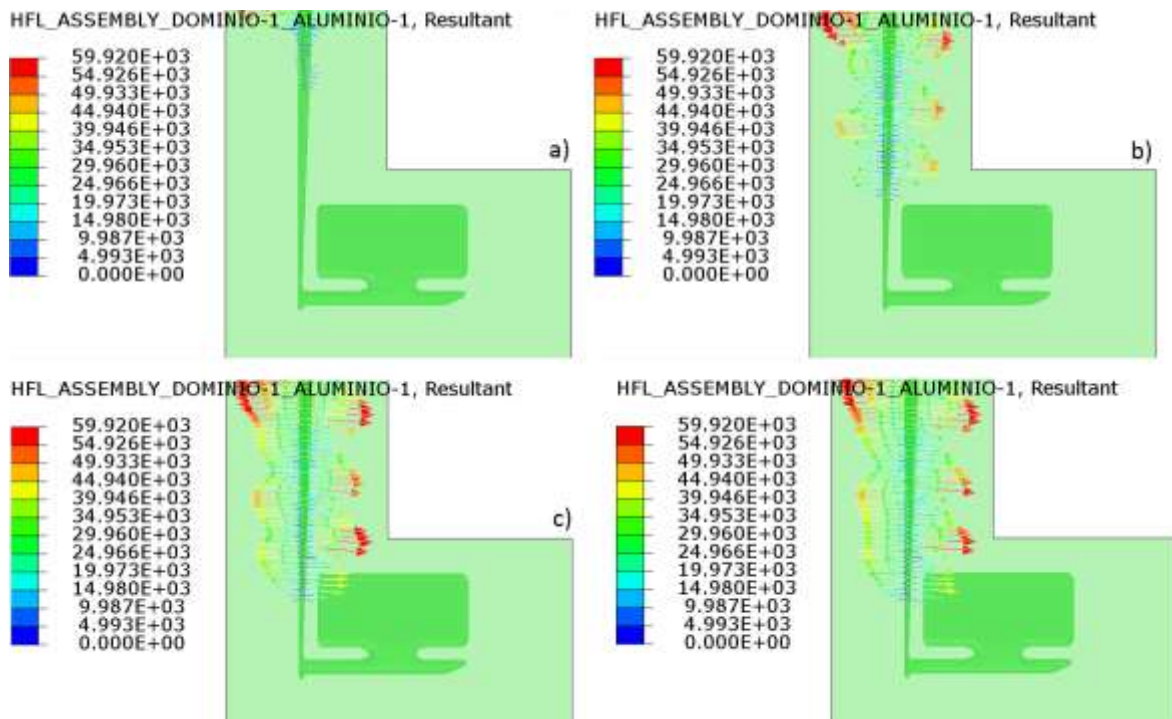 HFL_ASSEMBLY_DOMINIO-1_ALUMINIO-1, Resultant
59.920E+03
54.926E+03
49.933E+03
44.940E+03
39.946E+03
34.953E+03
29.960E+03
24.966E+03
19.973E+03
14.980E+03
9.987E+03
4.993E+03
0.000E+00
a)
HFL_ASSEMBLY_DOMINIO-1_ALUMINIO-1, Resultant
59.920E+03
54.926E+03
49.933E+03
44.940E+03
39.946E+03
34.953E+03
29.960E+03
24.966E+03
19.973E+03
14.980E+03
9.987E+03
4.993E+03
0.000E+00
b)
HFL_ASSEMBLY_DOMINIO-1_ALUMINIO-1, Resultant
59.920E+03
54.926E+03
49.933E+03
44.940E+03
39.946E+03
34.953E+03
29.960E+03
24.966E+03
19.973E+03
14.980E+03
9.987E+03
4.993E+03
0.000E+00
c)
HFL_ASSEMBLY_DOMINIO-1_ALUMINIO-1, Resultant
59.920E+03
54.926E+03
49.933E+03
44.940E+03
39.946E+03
34.953E+03
29.960E+03
24.966E+03
19.973E+03
14.980E+03
9.987E+03
4.993E+03
0.000E+00